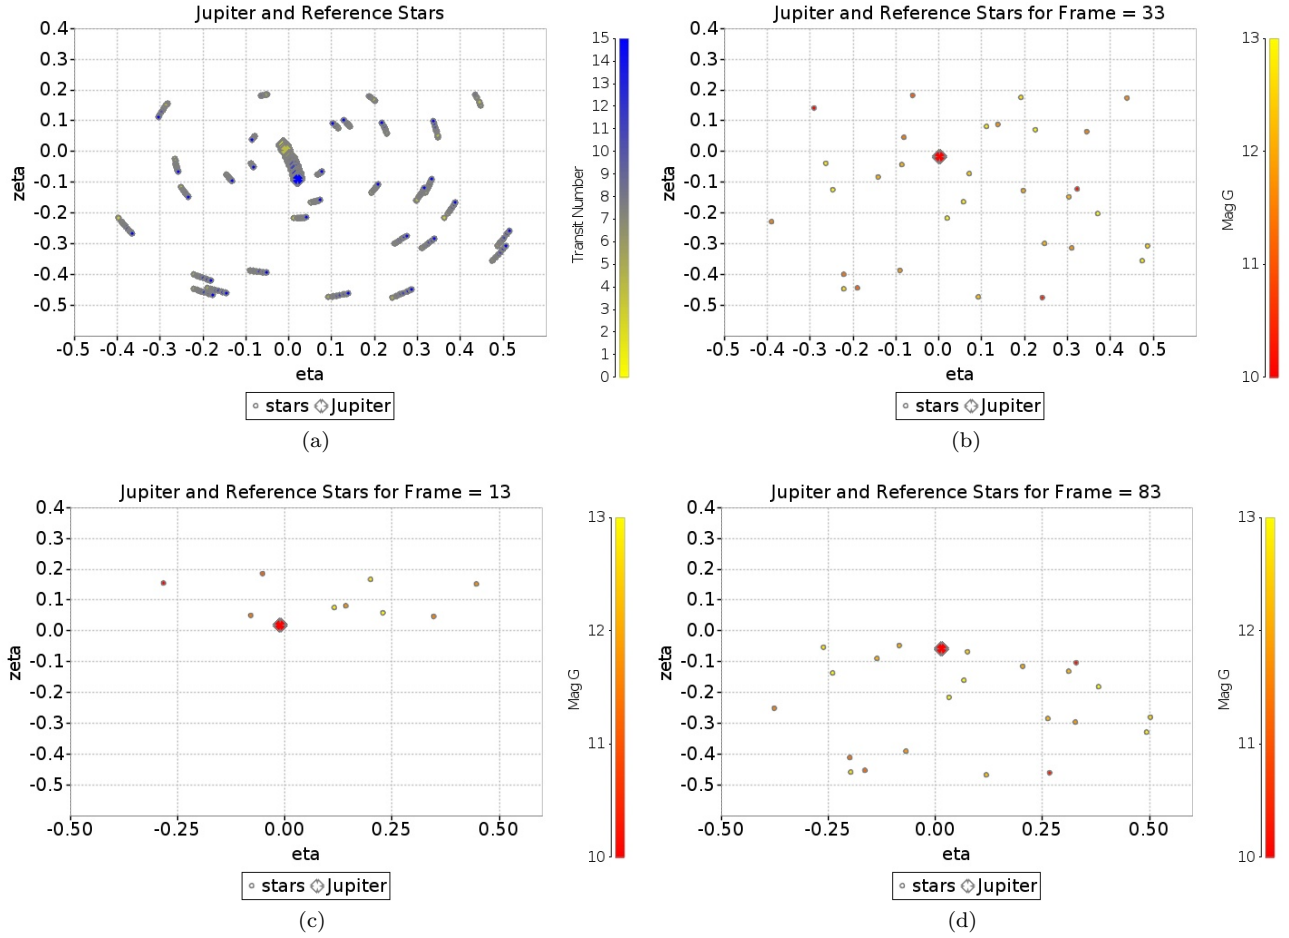 Jupiter and Reference Stars
0.4
0.3
0.2
0.1
0.0
-0.1
-0.2
-0.3
-0.4
-0.5
zeta
-0.5 -0.4 -0.3 -0.2 -0.1 0.0 0.1 0.2 0.3 0.4 0.5
eta
15
14
13
12
11
10
9
8
7
6
5
4
3
2
1
0
Transit Number
stars Jupiter
(a)
Jupiter and Reference Stars for Frame = 33
0.4
0.3
0.2
0.1
0.0
-0.1
-0.2
-0.3
-0.4
-0.5
zeta
-0.5 -0.4 -0.3 -0.2 -0.1 0.0 0.1 0.2 0.3 0.4 0.5
eta
13
12
11
10
Mag G
stars Jupiter
(b)
Jupiter and Reference Stars for Frame = 13
0.4
0.3
0.2
0.1
0.0
-0.1
-0.2
-0.3
-0.4
-0.5
zeta
-0.50 -0.25 0.00 0.25 0.50
eta
13
12
11
10
Mag G
stars Jupiter
(c)
Jupiter and Reference Stars for Frame = 83
0.4
0.3
0.2
0.1
0.0
-0.1
-0.2
-0.3
-0.4
-0.5
zeta
-0.50 -0.25 0.00 0.25 0.50
eta
13
12
11
10
Mag G
stars Jupiter
(d)